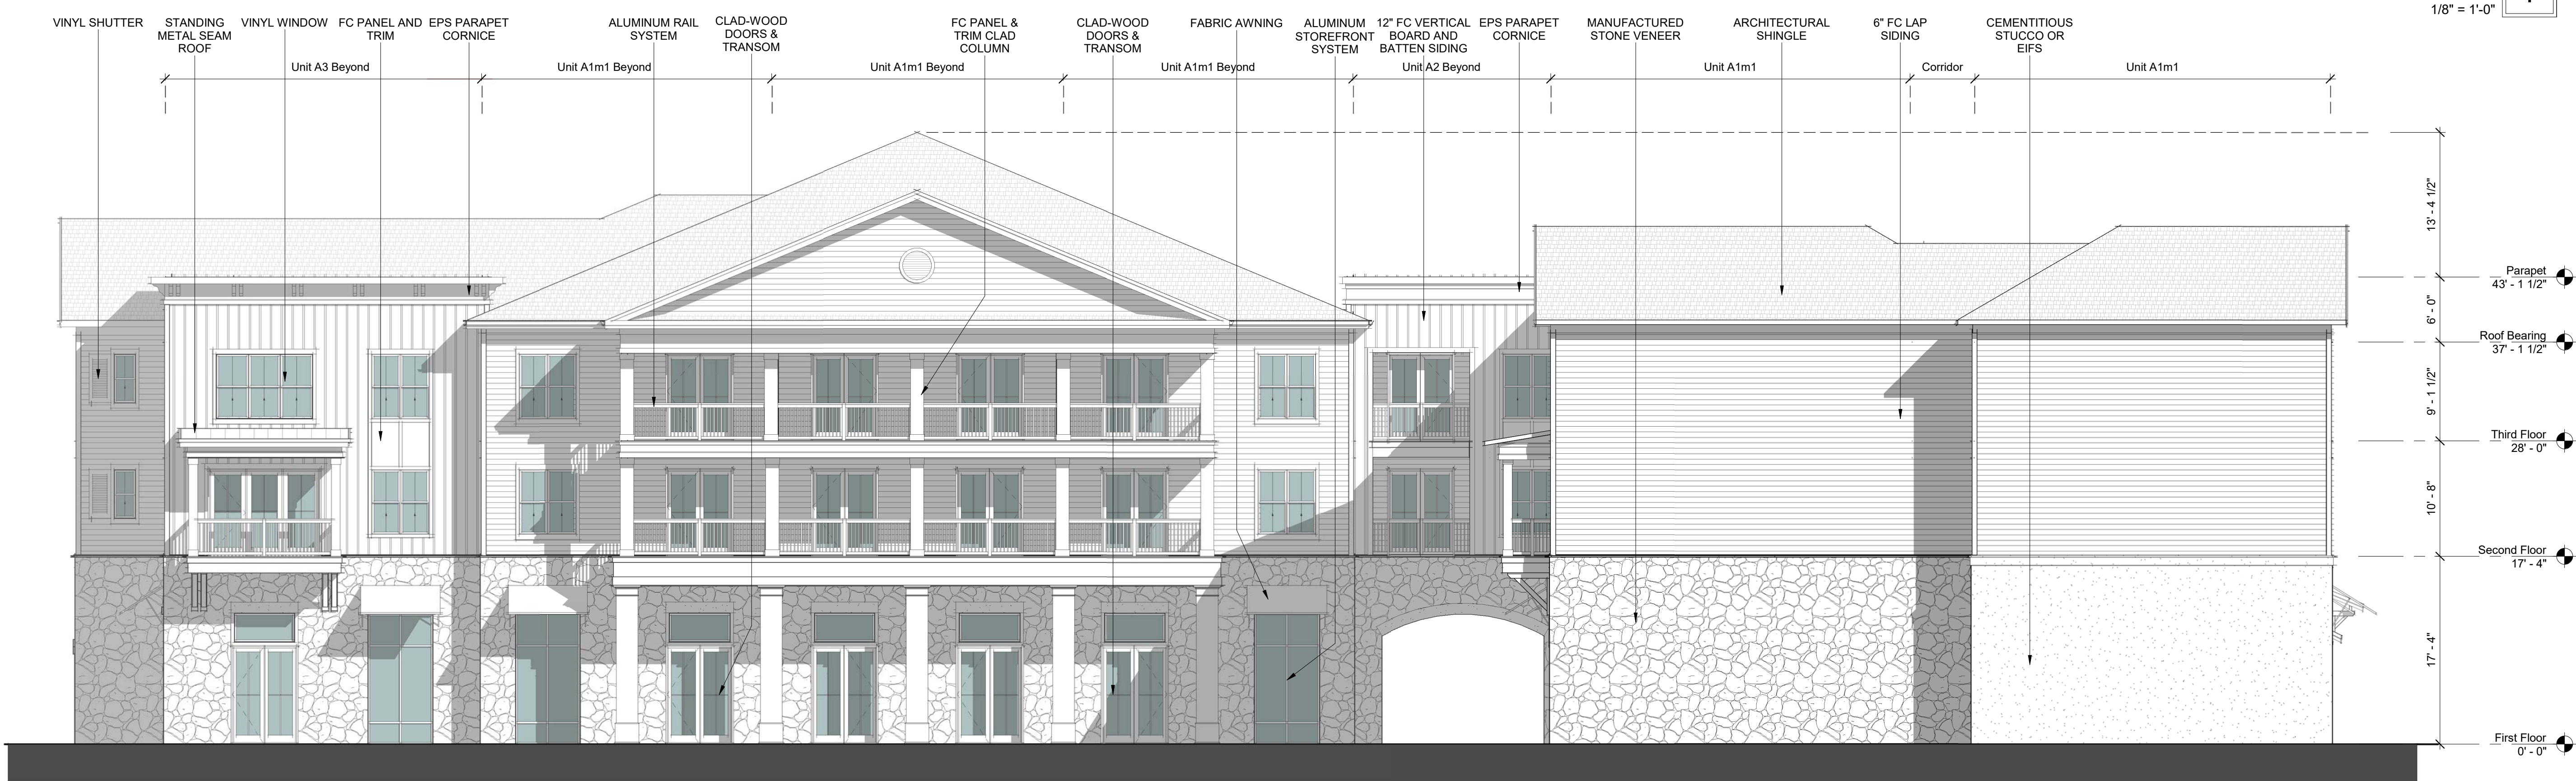 1/8" = 1'-0"
VINYL SHUTTER
STANDING
METAL SEAM
ROOF
VINYL WINDOW
FC PANEL AND
TRIM
EPS PARAPET
CORNICE
ALUMINUM RAIL
SYSTEM
CLAD-WOOD
DOORS &
TRANSOM
FC PANEL &
TRIM CLAD
COLUMN
CLAD-WOOD
DOORS &
TRANSOM
FABRIC AWNING
ALUMINUM
STOREFRONT
SYSTEM
12" FC VERTICAL
BOARD AND
BATTEN SIDING
EPS PARAPET
CORNICE
MANUFACTURED
STONE VENEER
ARCHITECTURAL
SHINGLE
6" FC LAP
SIDING
CEMENTITIOUS
STUCCO OR
EIFS
Unit A3 Beyond
Unit A1m1 Beyond
Unit A1m1 Beyond
Unit A1m1 Beyond
Unit A2 Beyond
Unit A1m1
Corridor
Unit A1m1
13' - 4 1/2"
Parapet
43' - 1 1/2"
6' - 0"
Roof Bearing
37' - 1 1/2"
9' - 1 1/2"
Third Floor
28' - 0"
10' - 8"
Second Floor
17' - 4"
17' - 4"
First Floor
0' - 0"